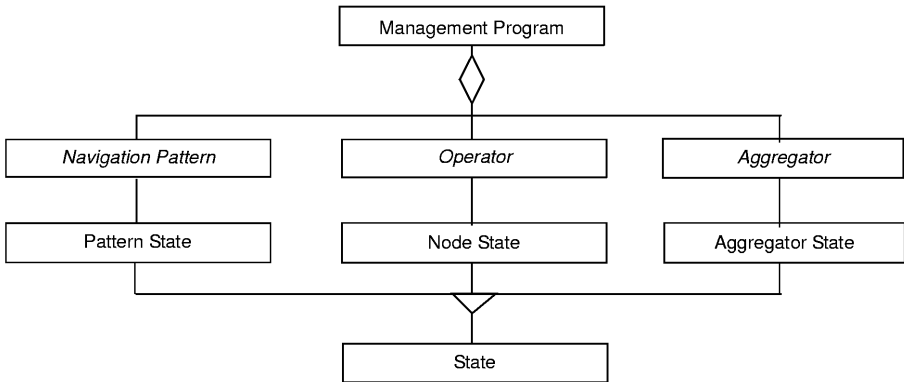 Management Program
Navigation Pattern
Operator
Aggregator
Pattern State
Node State
Aggregator State
State